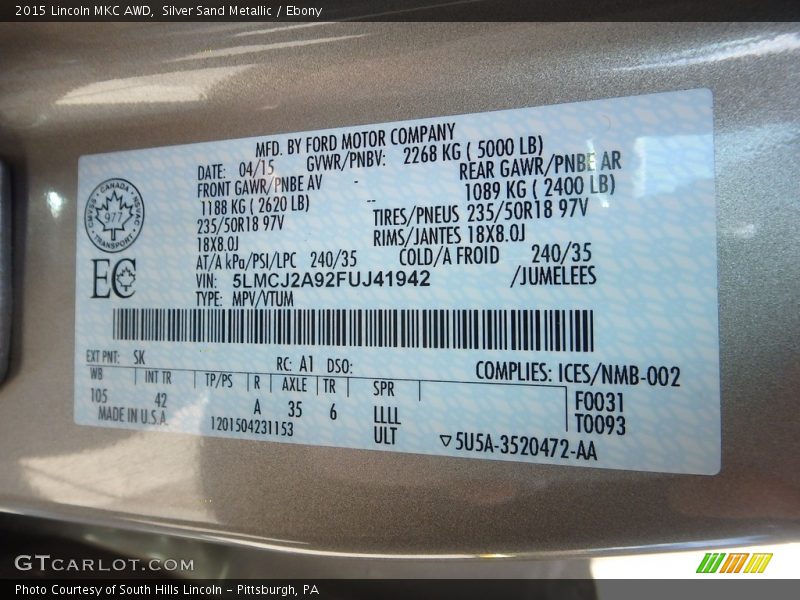 2015 Lincoln MKC AWD, Silver Sand Metallic / Ebony
MFD. BY FORD MOTOR COMPANY
DATE: 04/15 GVWR/PNBV: 2268 KG ( 5000 LB)
FRONT GAWR/PNBE AV - REAR GAWR/PNBE AR
1188 KG ( 2620 LB) -- 1089 KG ( 2400 LB)
235/50R18 97V TIRES/PNEUS 235/50R18 97V
18X8.0J RIMS/JANTES 18X8.0J
AT/A kPa/PSI/LPC 240/35 COLD/A FROID 240/35
VIN: 5LMCJ2A92FUJ41942 /JUMELEES
TYPE: MPV/VTUM
CANADA
CMVSS NSVAC
977
TRANSPORT
EC
EXT PNT: SK RC: A1 DSO: COMPLIES: ICES/NMB-002
WB INT TR TP/PS R AXLE TR SPR
105 42 A 35 6 LLLL F0031
MADE IN U.S.A. 1201504231153 ULT T0093
▽5U5A-3520472-AA
GTCARLOT.COM
Photo Courtesy of South Hills Lincoln - Pittsburgh, PA